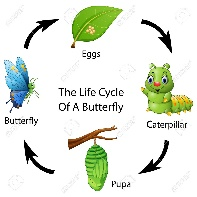 Eggs
The Life Cycle
Of A Butterfly
Butterfly
Caterpillar
Pupa